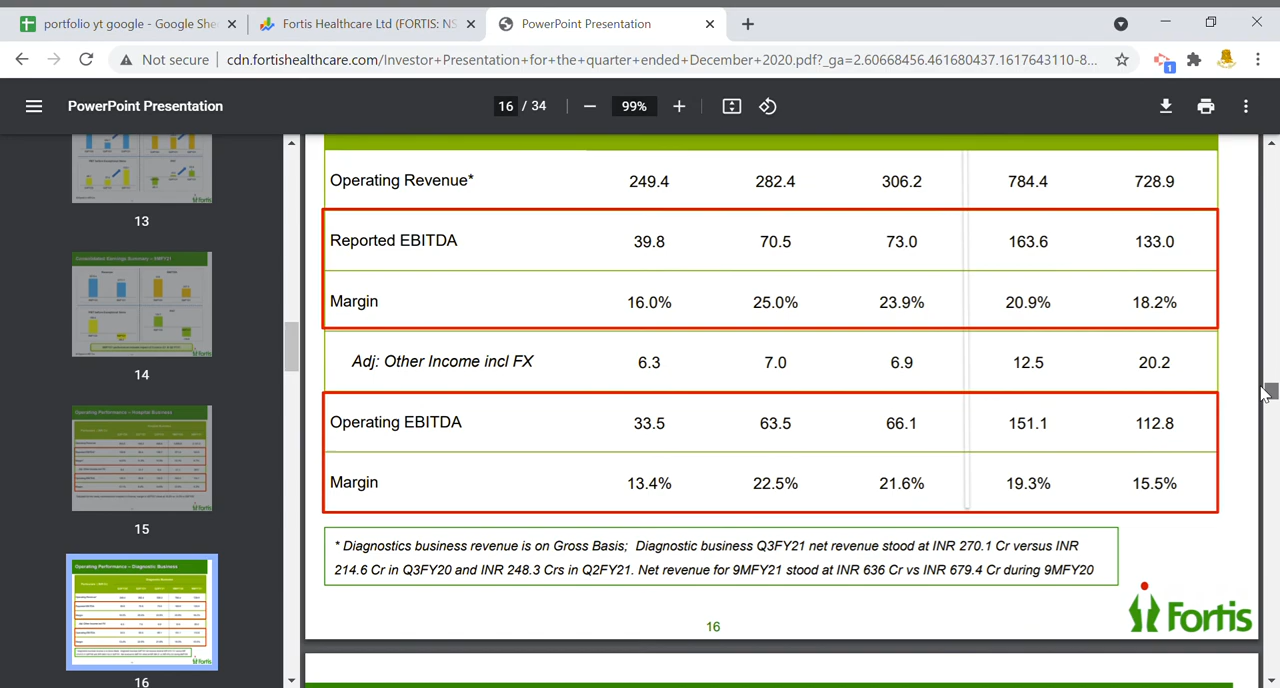 portfolio yt google - Google She
Fortis Healthcare Ltd (FORTIS: NS
PowerPoint Presentation
Not secure
cdn.fortishealthcare.com/Investor+Presentation+for+the+quarter+ended+December+2020.pdf?_ga=2.60668456.461680437.1617643110-8...
1
PowerPoint Presentation
16 / 34
99%
13
14
15
16
Operating Revenue* 249.4 282.4 306.2 784.4 728.9
Reported EBITDA 39.8 70.5 73.0 163.6 133.0
Margin 16.0% 25.0% 23.9% 20.9% 18.2%
Adj: Other Income incl FX 6.3 7.0 6.9 12.5 20.2
Operating EBITDA 33.5 63.5 66.1 151.1 112.8
Margin 13.4% 22.5% 21.6% 19.3% 15.5%
* Diagnostics business revenue is on Gross Basis; Diagnostic business Q3FY21 net revenue stood at INR 270.1 Cr versus INR
214.6 Cr in Q3FY20 and INR 248.3 Crs in Q2FY21. Net revenue for 9MFY21 stood at INR 636 Cr vs INR 679.4 Cr during 9MFY20
16
Fortis